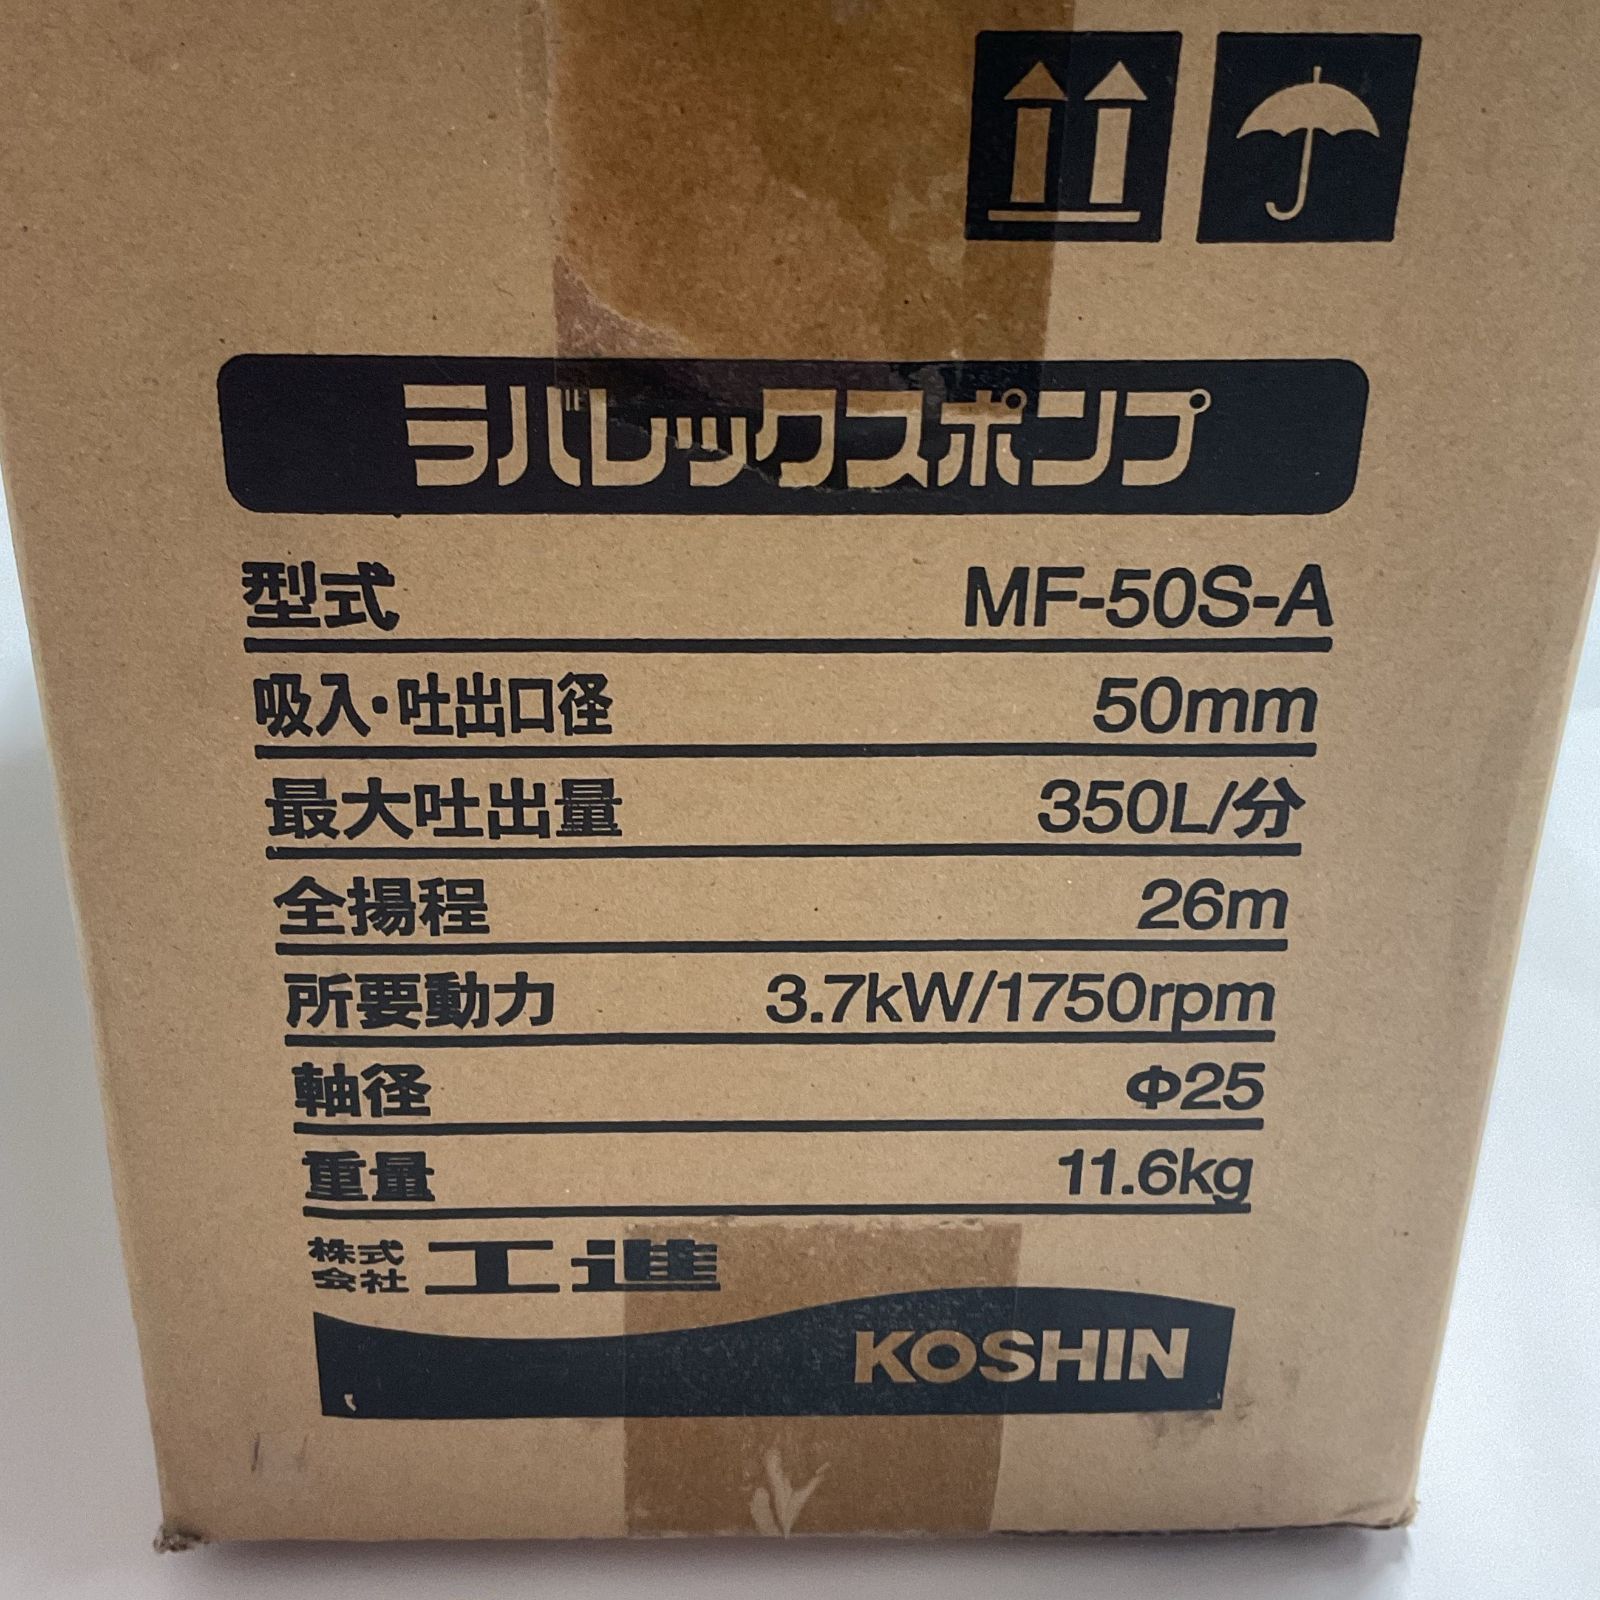 ラバレックスポンプ
型式 MF-50S-A
吸入・吐出口径 50mm
最大吐出量 350L/分
全揚程 26m
所要動力 3.7kW/1750rpm
軸径 Φ25
重量 11.6kg
株式会社 工進
KOSHIN